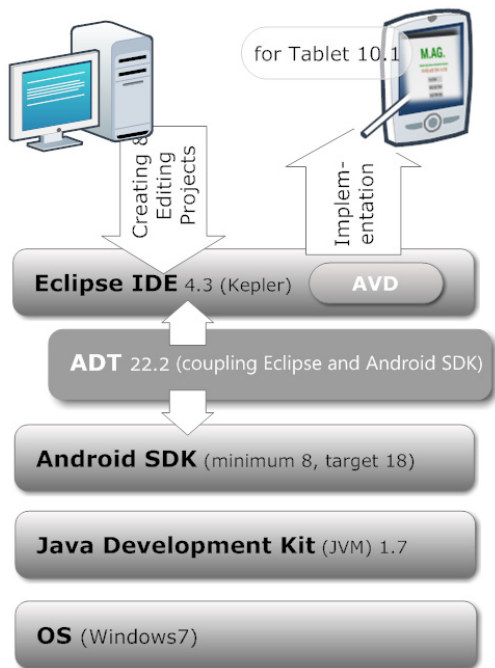 for Tablet 10.1
M.AG.
Creating &
Editing
Projects
Implem-
entation
Eclipse IDE 4.3 (Kepler)
AVD
ADT 22.2 (coupling Eclipse and Android SDK)
Android SDK (minimum 8, target 18)
Java Development Kit (JVM) 1.7
OS (Windows7)